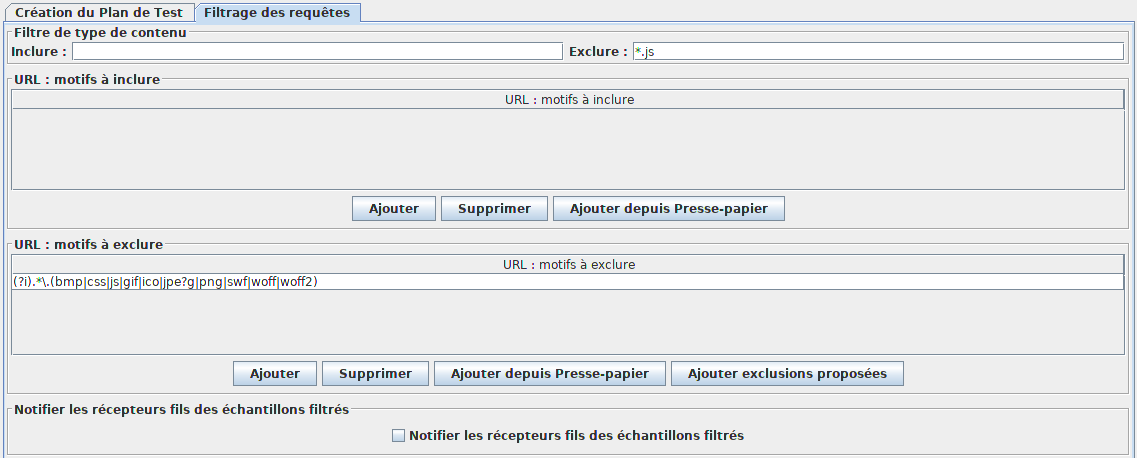 Création du Plan de Test Filtrage des requêtes
Filtre de type de contenu
Inclure : Exclure : *.js
URL : motifs à inclure
URL : motifs à inclure
Ajouter Supprimer Ajouter depuis Presse-papier
URL : motifs à exclure
URL : motifs à exclure
(?i).*\.(bmp|css|js|gif|ico|jpe?g|png|swf|woff|woff2)
Ajouter Supprimer Ajouter depuis Presse-papier Ajouter exclusions proposées
Notifier les récepteurs fils des échantillons filtrés
Notifier les récepteurs fils des échantillons filtrés